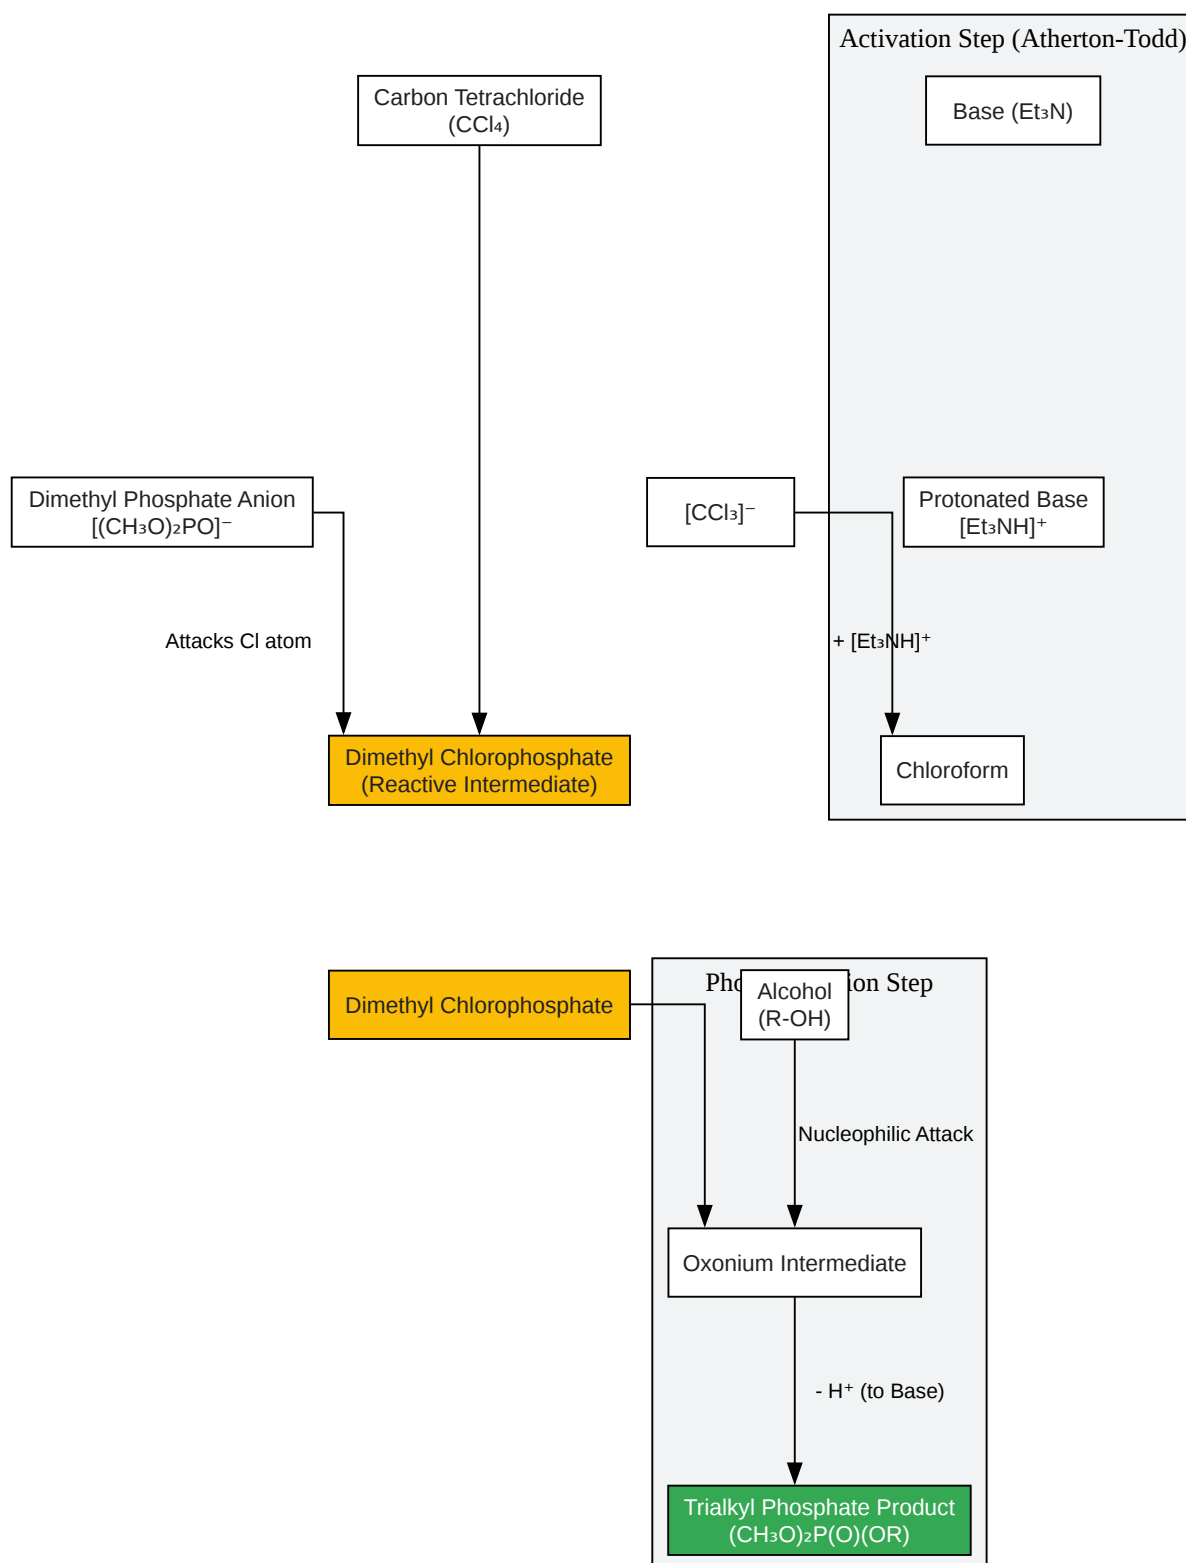 Activation Step (Atherton-Todd)
Carbon Tetrachloride
(CCl₄)
Base (Et₃N)
Dimethyl Phosphate Anion
[(CH₃O)₂PO]⁻
[CCl₃]⁻
Protonated Base
[Et₃NH]⁺
Attacks Cl atom
+ [Et₃NH]⁺
Dimethyl Chlorophosphate
(Reactive Intermediate)
Chloroform
Step
Dimethyl Chlorophosphate
Alcohol
(R-OH)
Nucleophilic Attack
Oxonium Intermediate
- H⁺ (to Base)
Trialkyl Phosphate Product
(CH₃O)₂P(O)(OR)